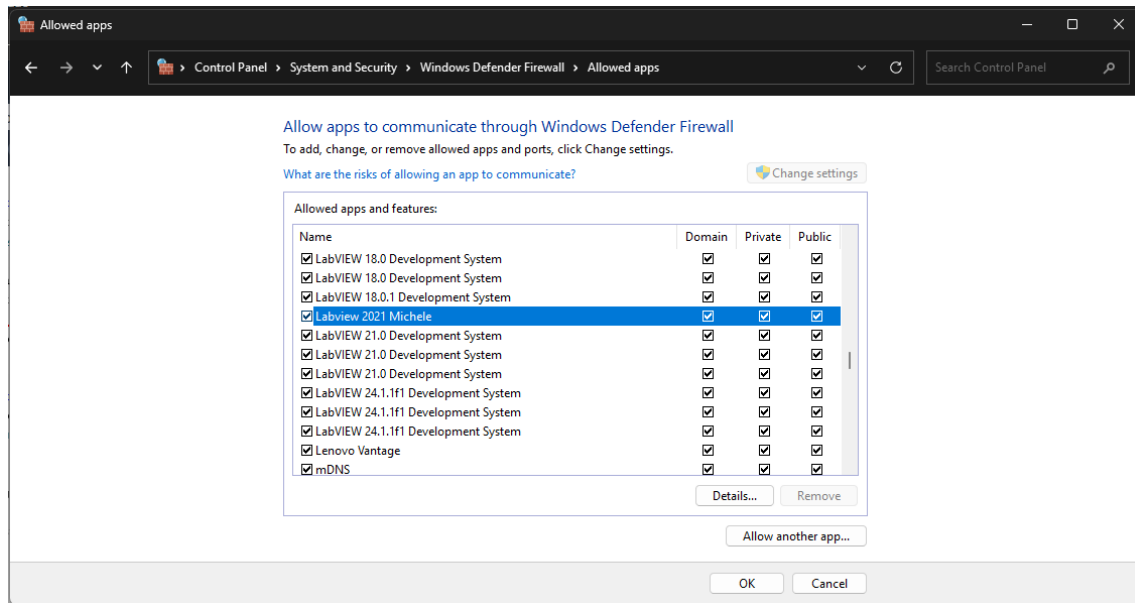 Allowed apps
Control Panel > System and Security > Windows Defender Firewall > Allowed apps
Search Control Panel
Allow apps to communicate through Windows Defender Firewall
To add, change, or remove allowed apps and ports, click Change settings.
What are the risks of allowing an app to communicate?
Change settings
Allowed apps and features:
Name Domain Private Public
LabVIEW 18.0 Development System
LabVIEW 18.0 Development System
LabVIEW 18.0.1 Development System
Labview 2021 Michele
LabVIEW 21.0 Development System
LabVIEW 21.0 Development System
LabVIEW 21.0 Development System
LabVIEW 24.1.1f1 Development System
LabVIEW 24.1.1f1 Development System
LabVIEW 24.1.1f1 Development System
Lenovo Vantage
mDNS
Details... Remove
Allow another app...
OK Cancel